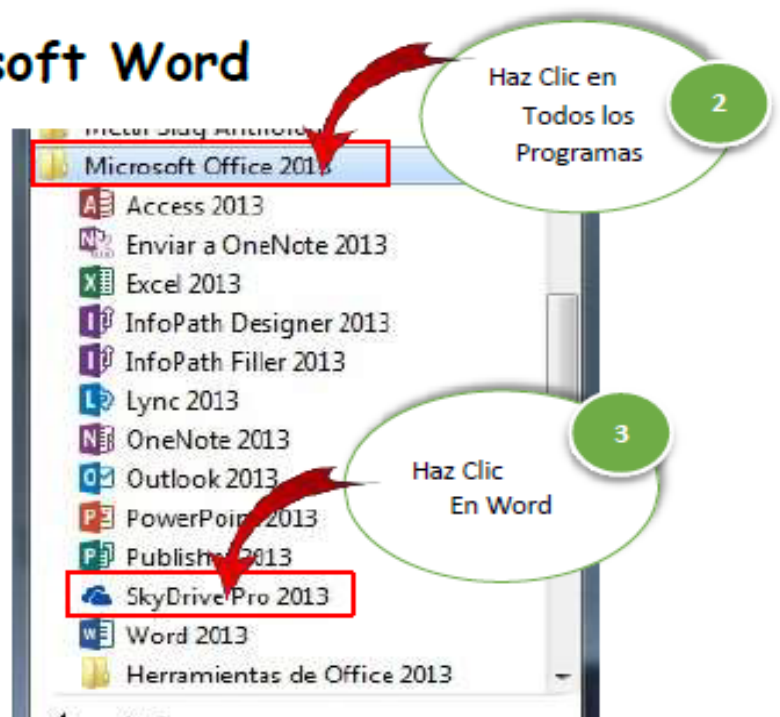 soft Word
Haz Clic en
Todos los
Programas
2
Metal Slug
Microsoft Office 2013
Access 2013
Enviar a OneNote 2013
Excel 2013
InfoPath Designer 2013
InfoPath Filler 2013
Lync 2013
OneNote 2013
Outlook 2013
PowerPoint 2013
Publisher 2013
SkyDrive Pro 2013
Word 2013
Herramientas de Office 2013
3
Haz Clic
En Word